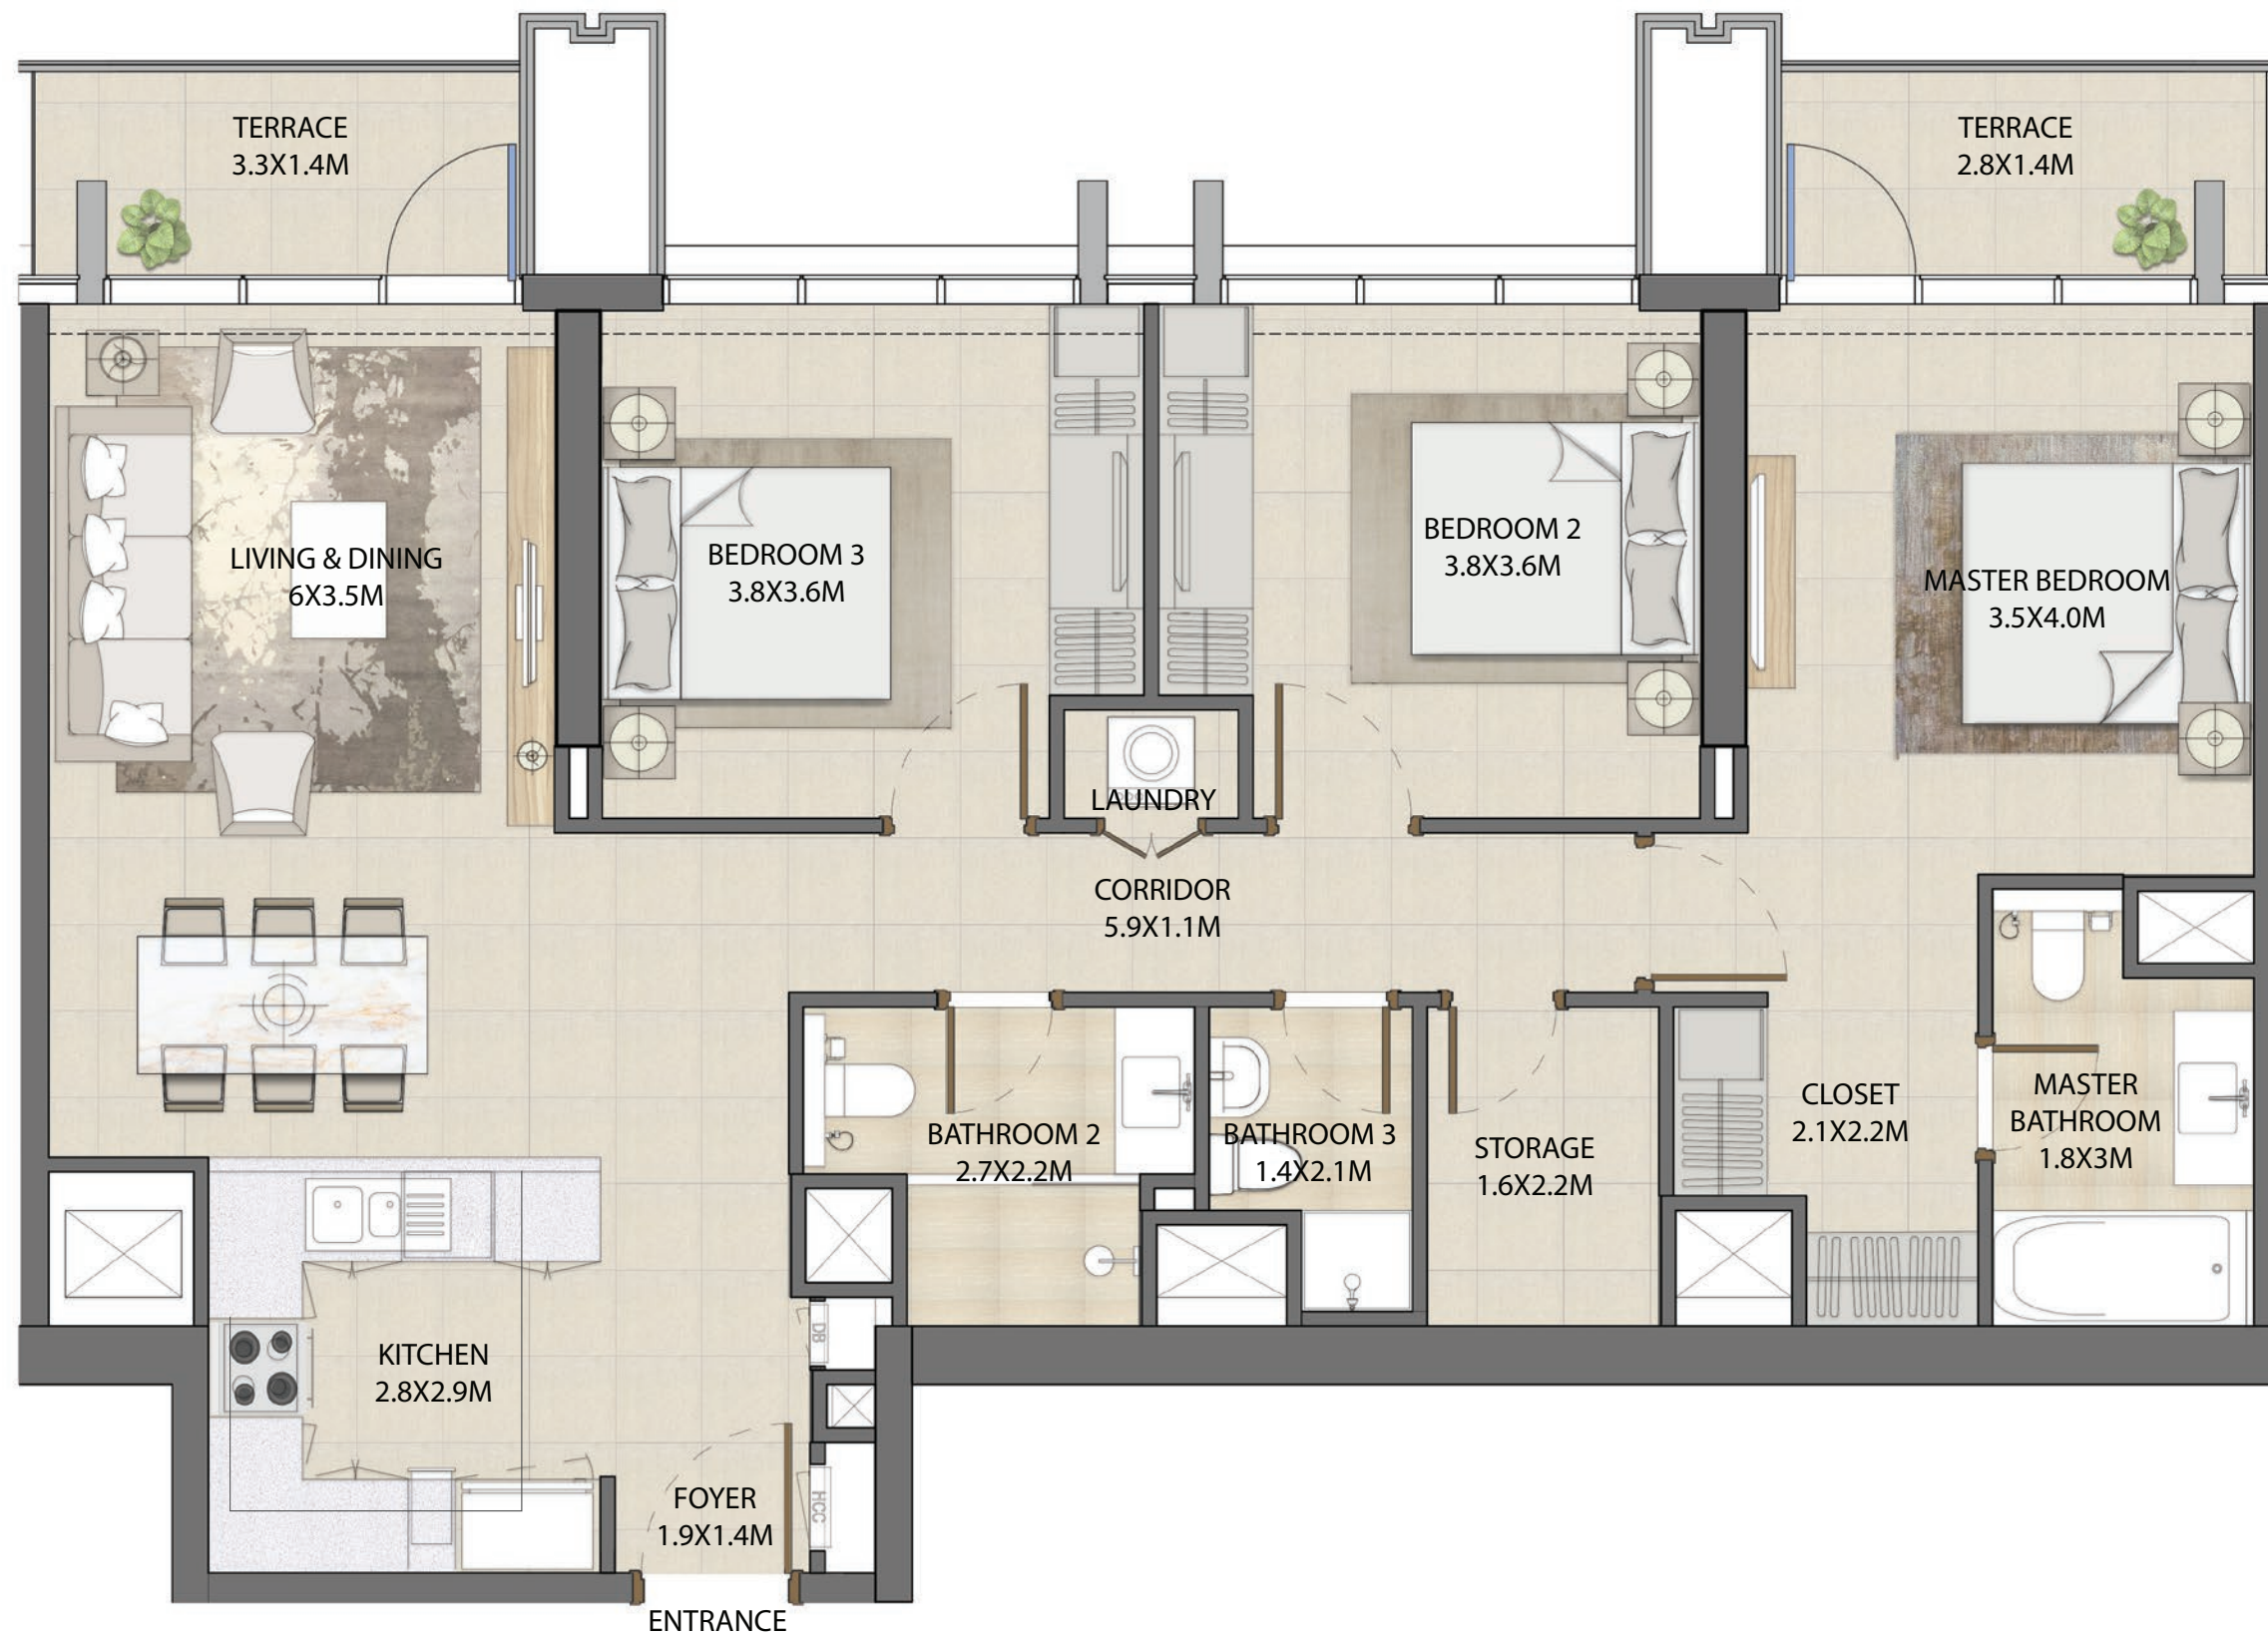 TERRACE
3.3X1.4M
TERRACE
2.8X1.4M
LIVING & DINING
6X3.5M
BEDROOM 3
3.8X3.6M
BEDROOM 2
3.8X3.6M
MASTER BEDROOM
3.5X4.0M
LAUNDRY
CORRIDOR
5.9X1.1M
BATHROOM 2
2.7X2.2M
BATHROOM 3
1.4X2.1M
STORAGE
1.6X2.2M
CLOSET
2.1X2.2M
MASTER
BATHROOM
1.8X3M
KITCHEN
2.8X2.9M
DB
FOYER
1.9X1.4M
HCC
ENTRANCE